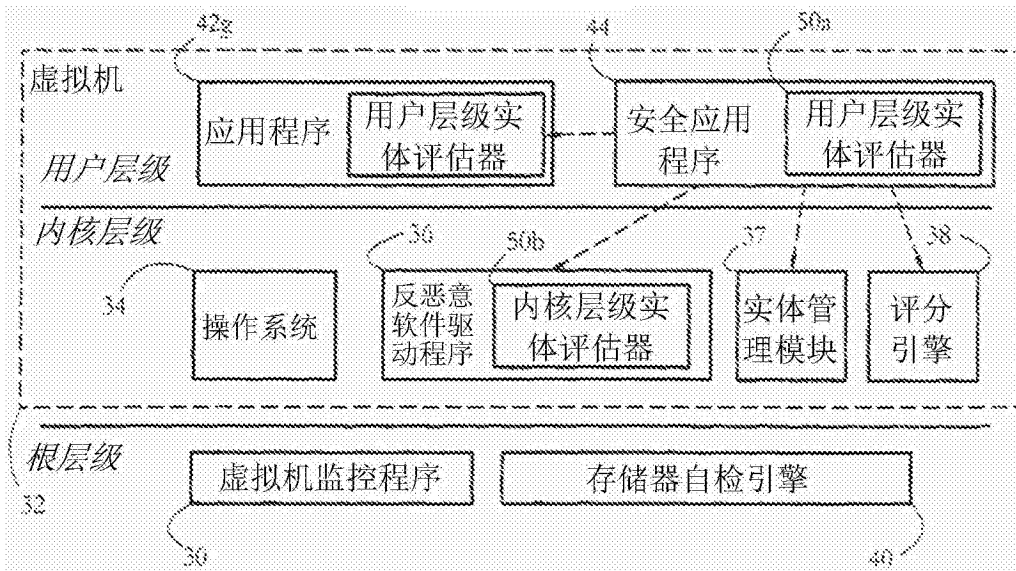 42g
44
50a
虚拟机
应用程序
用户层级实
体评估器
安全应用
程序
用户层级实
体评估器
用户层级
内核层级
34
操作系统
36
50b
反恶意
软件驱
动程序
内核层级实
体评估器
37
实体管
理模块
38
评分
引擎
根层级
32
虚拟机监控程序
30
存储器自检引擎
40